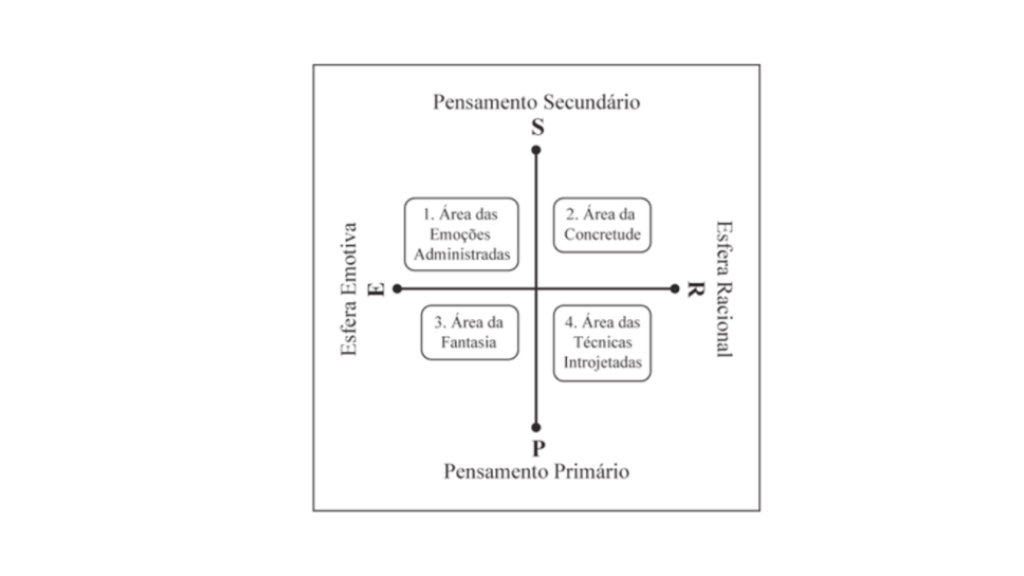 Pensamento Secundário
S
1. Área das
Emoções
Administradas
2. Área da
Concretude
Esfera Emotiva
E
R
Esfera Racional
3. Área da
Fantasia
4. Área das
Técnicas
Introjetadas
P
Pensamento Primário